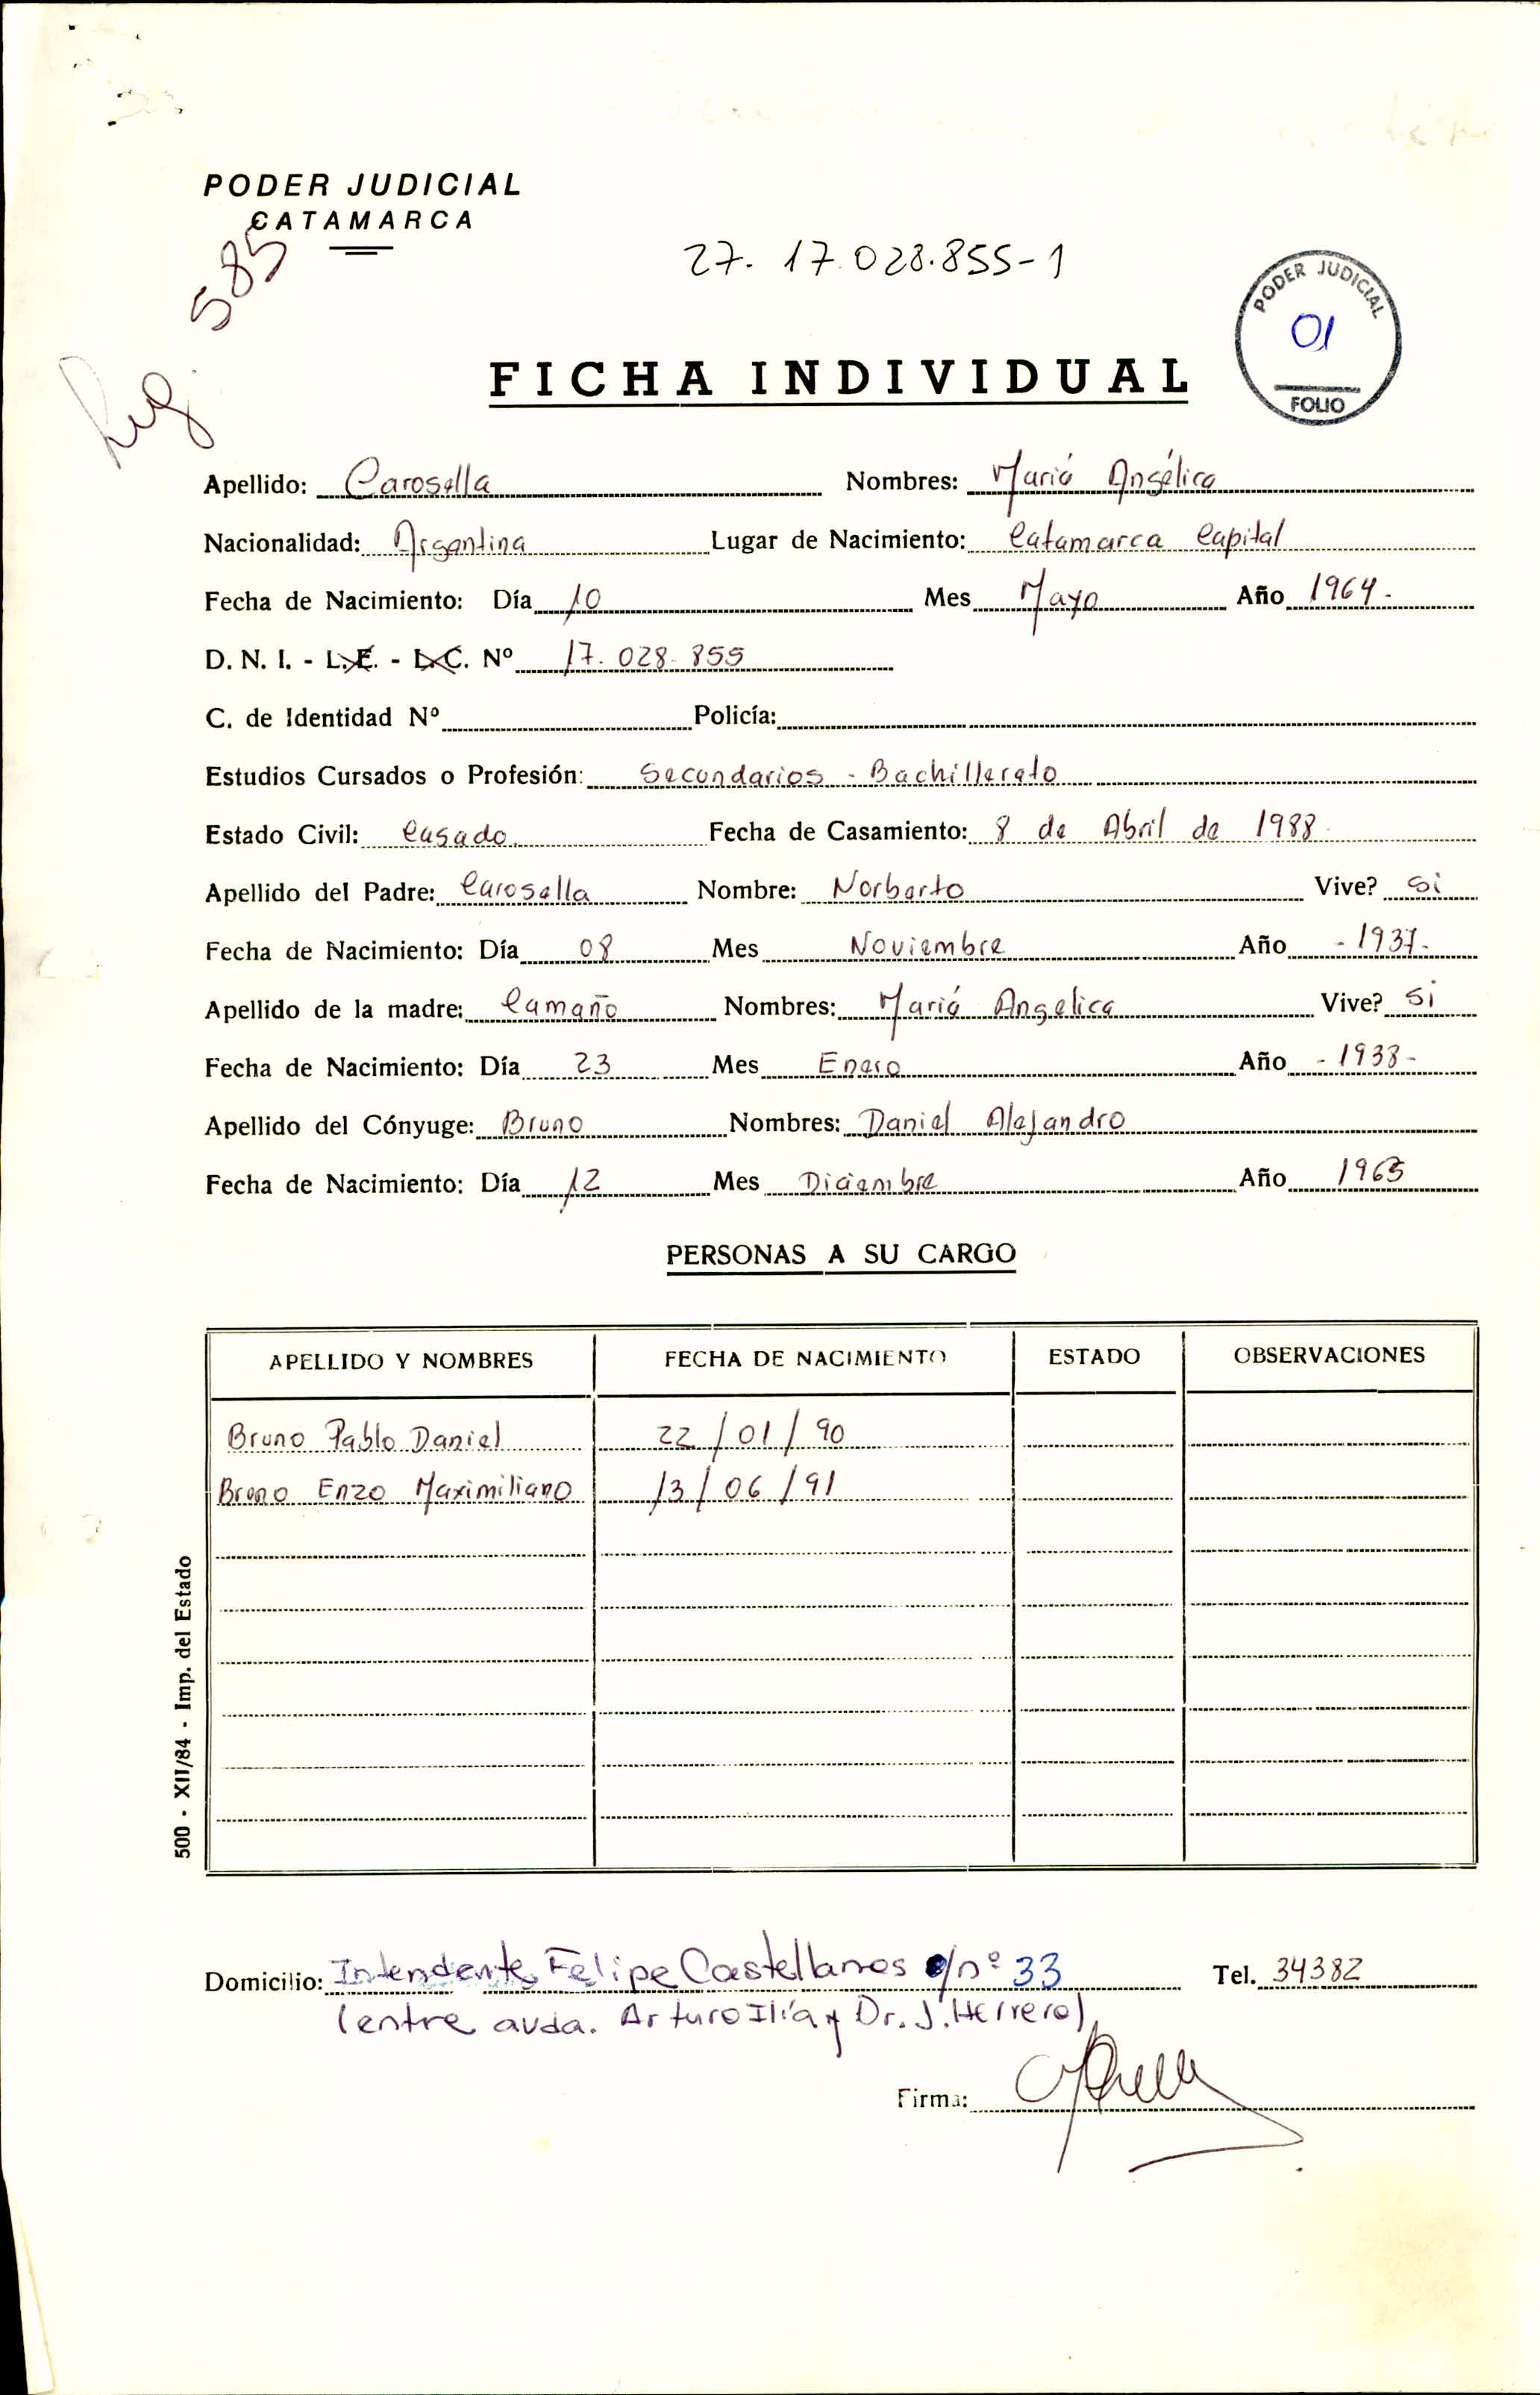 PODER JUDICIAL
CATAMARCA
Leg. 585
27. 17.028.855-1
PODER JUDICIAL
01
FOLIO
FICHA INDIVIDUAL
Apellido: Carosella Nombres: Mariá Angélica
Nacionalidad: Argentina Lugar de Nacimiento: Catamarca Capital
Fecha de Nacimiento: Día 10 Mes Mayo Año 1964.
D. N. I. - L.E. - L.C. Nº 17. 028. 855
C. de Identidad Nº Policía:
Estudios Cursados o Profesión: Secundarios - Bachillerato
Estado Civil: Casado. Fecha de Casamiento: 8 de Abril de 1988.
Apellido del Padre: Carosella Nombre: Norberto Vive? Si
Fecha de Nacimiento: Día 08 Mes Noviembre Año - 1937.
Apellido de la madre: Camaño Nombres: Mariá Angelica Vive? Si
Fecha de Nacimiento: Día 23 Mes Enero Año - 1938 -
Apellido del Cónyuge: Bruno Nombres: Daniel Alejandro
Fecha de Nacimiento: Día 12 Mes Diciembre Año 1963
PERSONAS A SU CARGO
APELLIDO Y NOMBRES FECHA DE NACIMIENTO ESTADO OBSERVACIONES
Bruno Pablo Daniel 22/01/90
Bruno Enzo Maximiliano 13/06/91
500 - XII/84 - Imp. del Estado
Domicilio: Intendente Felipe Castellanos nº 33 Tel. 34382
(entre avda. Arturo Ilía y Dr. J. Herrera)
Firma: